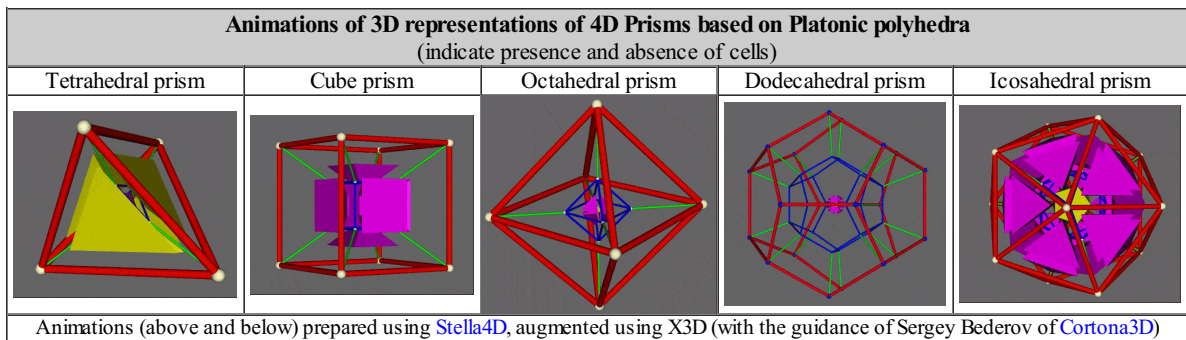 Animations of 3D representations of 4D Prisms based on Platonic polyhedra
(indicate presence and absence of cells)
Tetrahedral prism Cube prism Octahedral prism Dodecahedral prism Icosahedral prism
Animations (above and below) prepared using Stella4D, augmented using X3D (with the guidance of Sergey Bederov of Cortona3D)